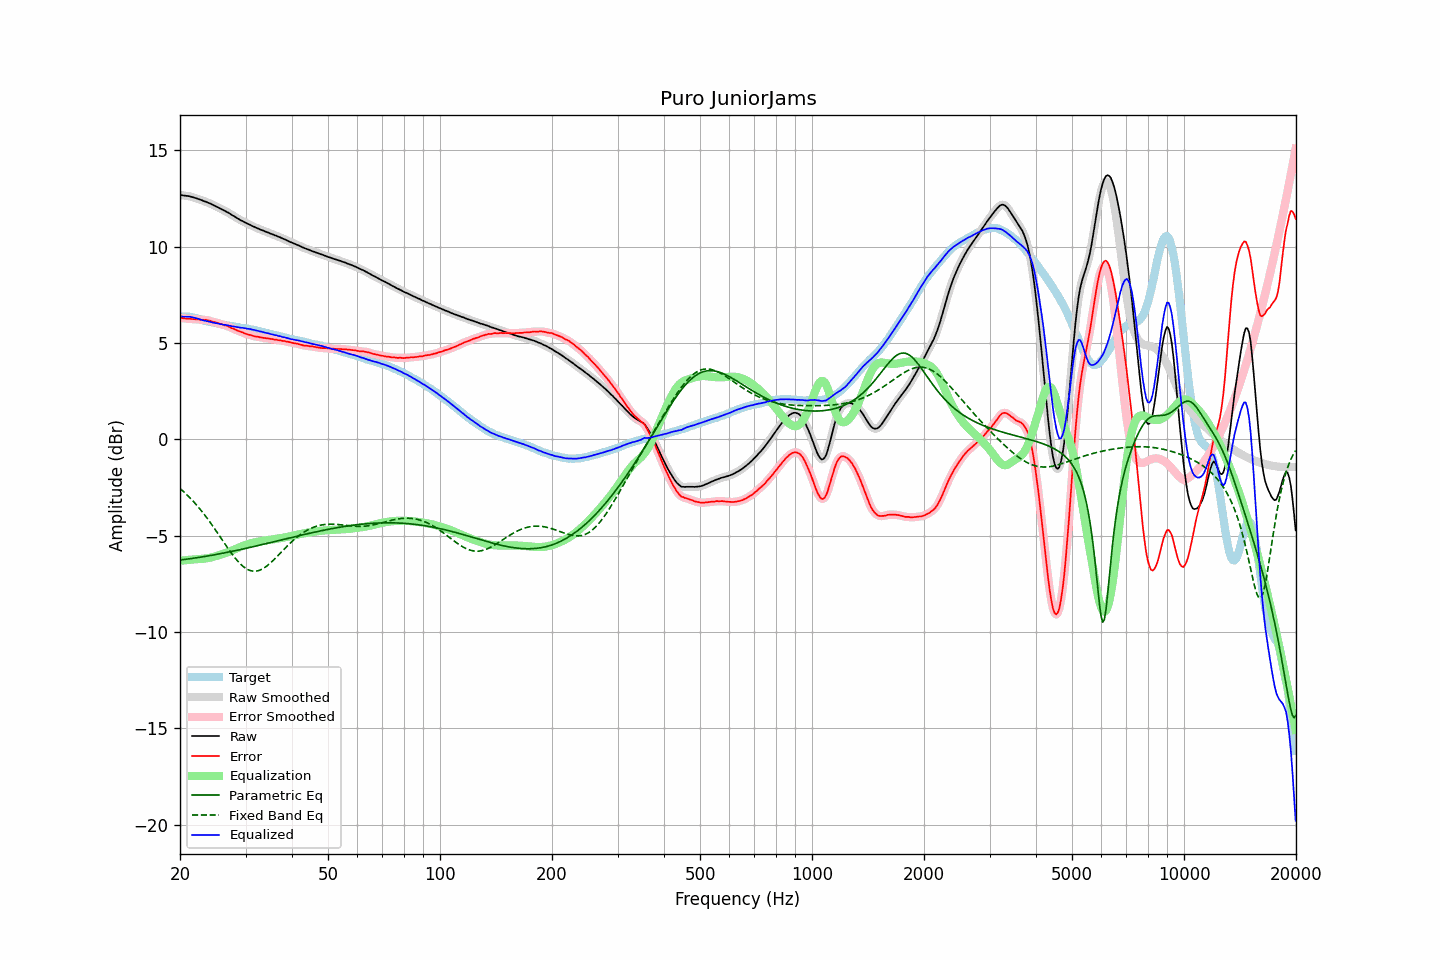 Puro JuniorJams
Amplitude (dBr)
15
10
5
0
−5
−10
−15
−20
Target
Raw Smoothed
Error Smoothed
Raw
Error
Equalization
Parametric Eq
Fixed Band Eq
Equalized
20 50 100 200 500 1000 2000 5000 10000 20000
Frequency (Hz)